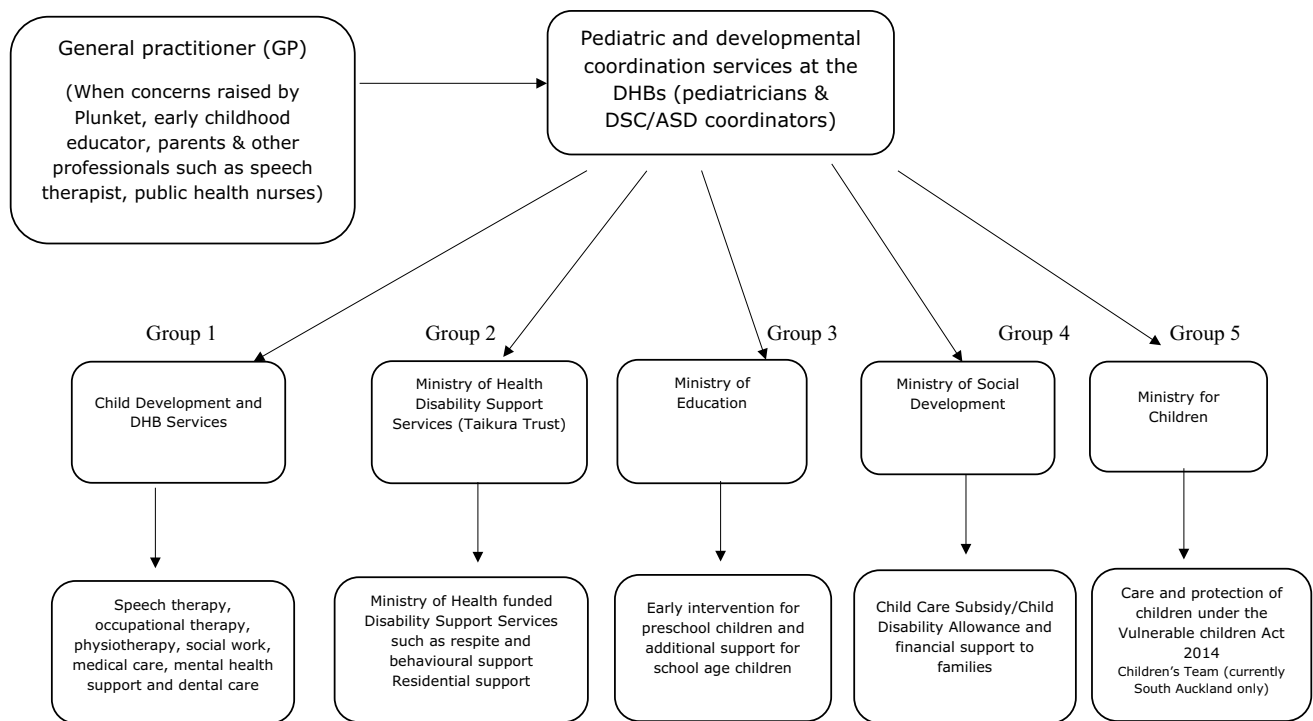 General practitioner (GP)
(When concerns raised by
Plunket, early childhood
educator, parents & other
professionals such as speech
therapist, public health nurses)
Pediatric and developmental
coordination services at the
DHBs (pediatricians &
DSC/ASD coordinators)
Group 1
Group 2
Group 3
Group 4
Group 5
Child Development and
DHB Services
Ministry of Health
Disability Support
Services (Taikura Trust)
Ministry of
Education
Ministry of Social
Development
Ministry for
Children
Speech therapy,
occupational therapy,
physiotherapy, social work,
medical care, mental health
support and dental care
Ministry of Health funded
Disability Support Services
such as respite and
behavioural support
Residential support
Early intervention for
preschool children and
additional support for
school age children
Child Care Subsidy/Child
Disability Allowance and
financial support to
families
Care and protection of
children under the
Vulnerable children Act
2014
Children's Team (currently
South Auckland only)